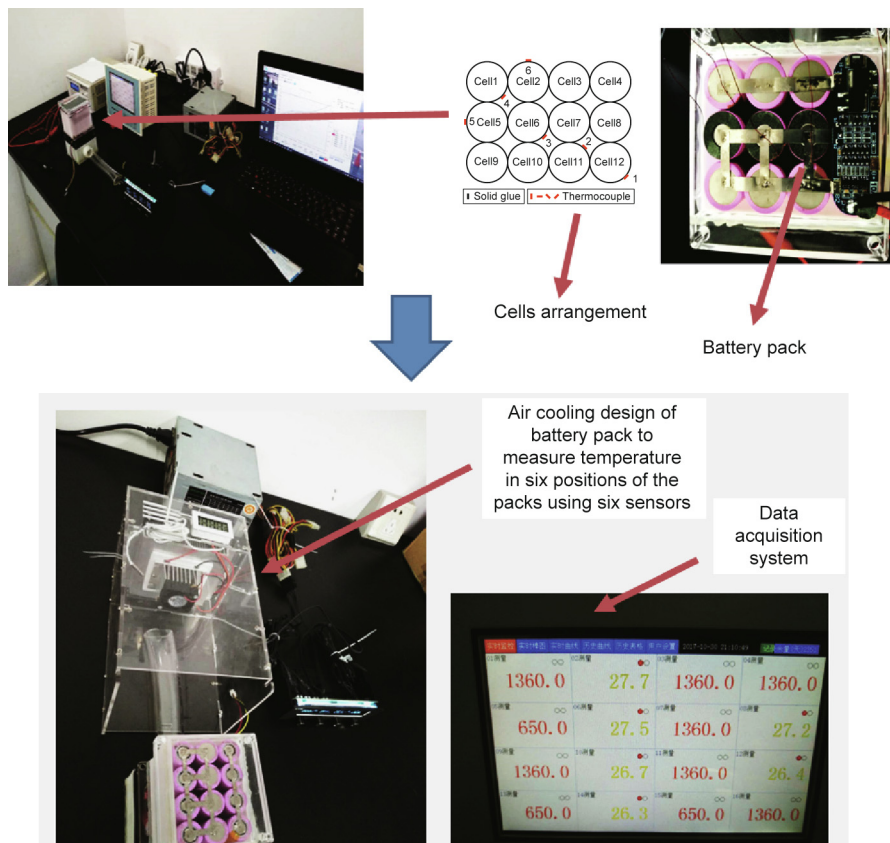 Cell1 Cell2 Cell3 Cell4
6
4
5 Cell5 Cell6 Cell7 Cell8
3 2
Cell9 Cell10 Cell11 Cell12
1
Solid glue Thermocouple
Cells arrangement
Battery pack
Air cooling design of
battery pack to
measure temperature
in six positions of the
packs using six sensors
Data
acquisition
system
1360.0 27.7 1360.0 1360.0
650.0 27.5 1360.0 27.2
1360.0 26.7 1360.0 26.4
650.0 26.3 650.0 1360.0